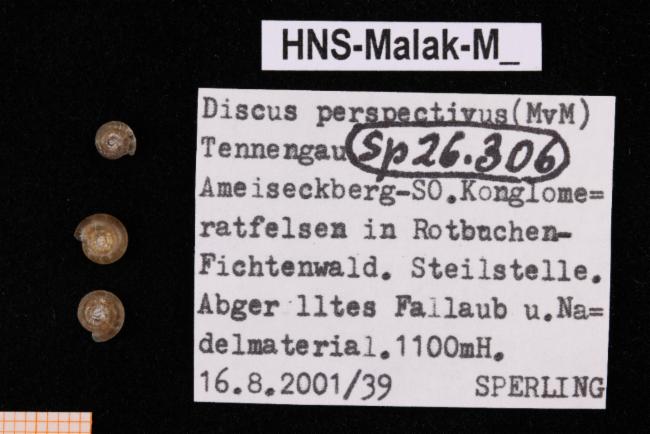 HNS-Malak-M_
Discus perspectivus(MvM)
Tennengau Sp26.306
Ameiseckberg-SO.Konglome=
ratfelsen in Rotbuchen-
Fichtenwald. Steilstelle.
Abger lltes Fallaub u.Na=
delmaterial.1100mH.
16.8.2001/39 SPERLING